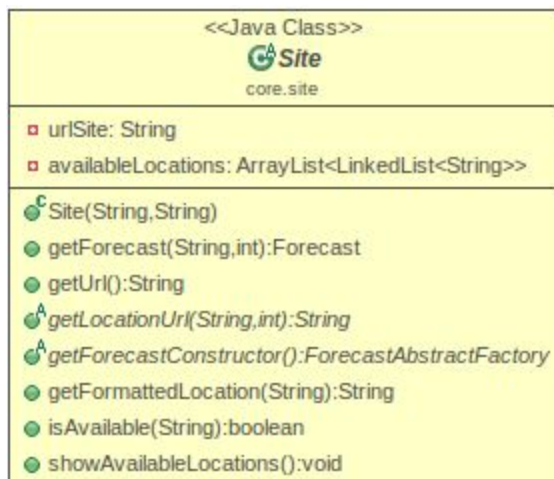 <<Java Class>>
Site
core.site
urlSite: String
availableLocations: ArrayList<LinkedList<String>>
Site(String,String)
getForecast(String,int):Forecast
getUrl():String
getLocationUrl(String,int):String
getForecastConstructor():ForecastAbstractFactory
getFormattedLocation(String):String
isAvailable(String):boolean
showAvailableLocations():void